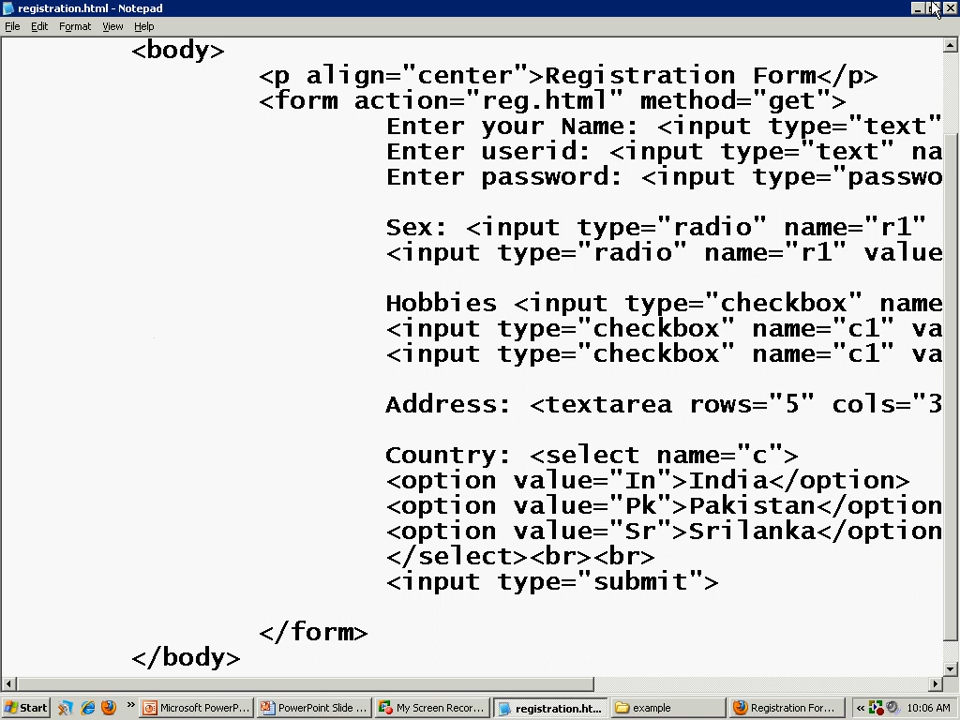 registration.html - Notepad
File Edit Format View Help
<body>
<p align="center">Registration Form</p>
<form action="reg.html" method="get">
Enter your Name: <input type="text"
Enter userid: <input type="text" na
Enter password: <input type="passwo
Sex: <input type="radio" name="r1"
<input type="radio" name="r1" value
Hobbies <input type="checkbox" name
<input type="checkbox" name="c1" va
<input type="checkbox" name="c1" va
Address: <textarea rows="5" cols="3
Country: <select name="c">
<option value="In">India</option>
<option value="Pk">Pakistan</option
<option value="Sr">Srilanka</option
</select><br><br>
<input type="submit">
</form>
</body>
Start » Microsoft PowerP... PowerPoint Slide ... My Screen Recor... registration.ht... example Registration For... « 10:06 AM